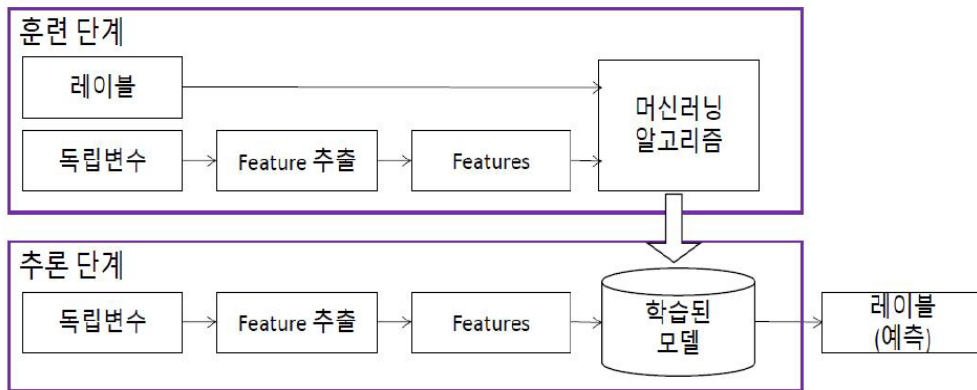 훈련 단계
레이블
머신러닝
알고리즘
독립변수
Feature 추출
Features
추론 단계
독립변수
Feature 추출
Features
학습된
모델
레이블
(예측)